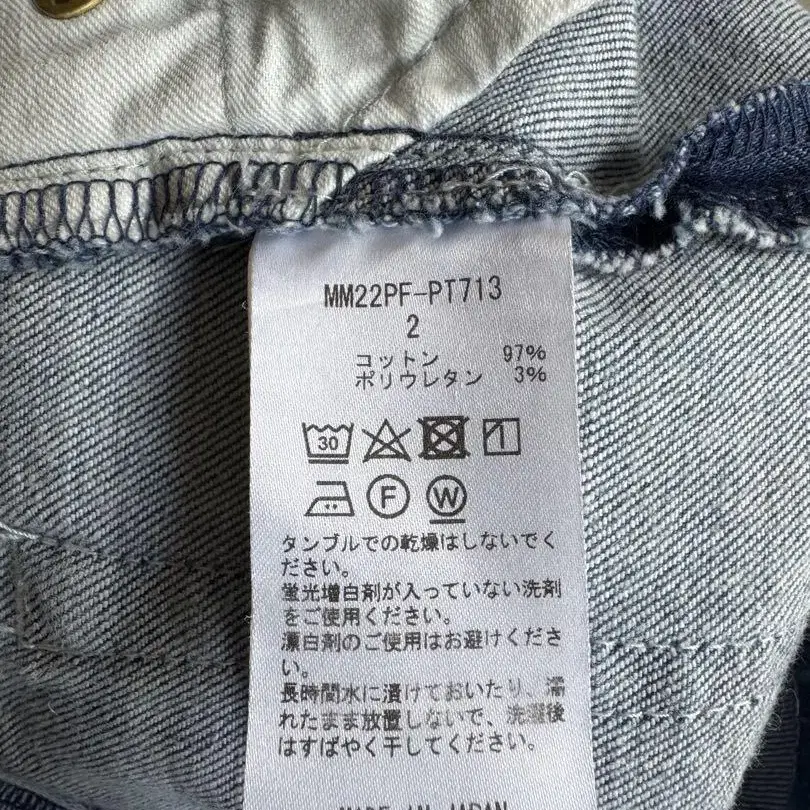 MM22PF-PT713
2
コットン 97%
ポリウレタン 3%
30
F W
タンブルでの乾燥はしないでく
ださい。
蛍光増白剤が入っていない洗剤
をご使用ください。
漂白剤のご使用はお避けくださ
い。
長時間水に漬けておいたり、濡
れたまま放置しないで、洗濯後
はすばやく干してください。
MADE IN JAPAN